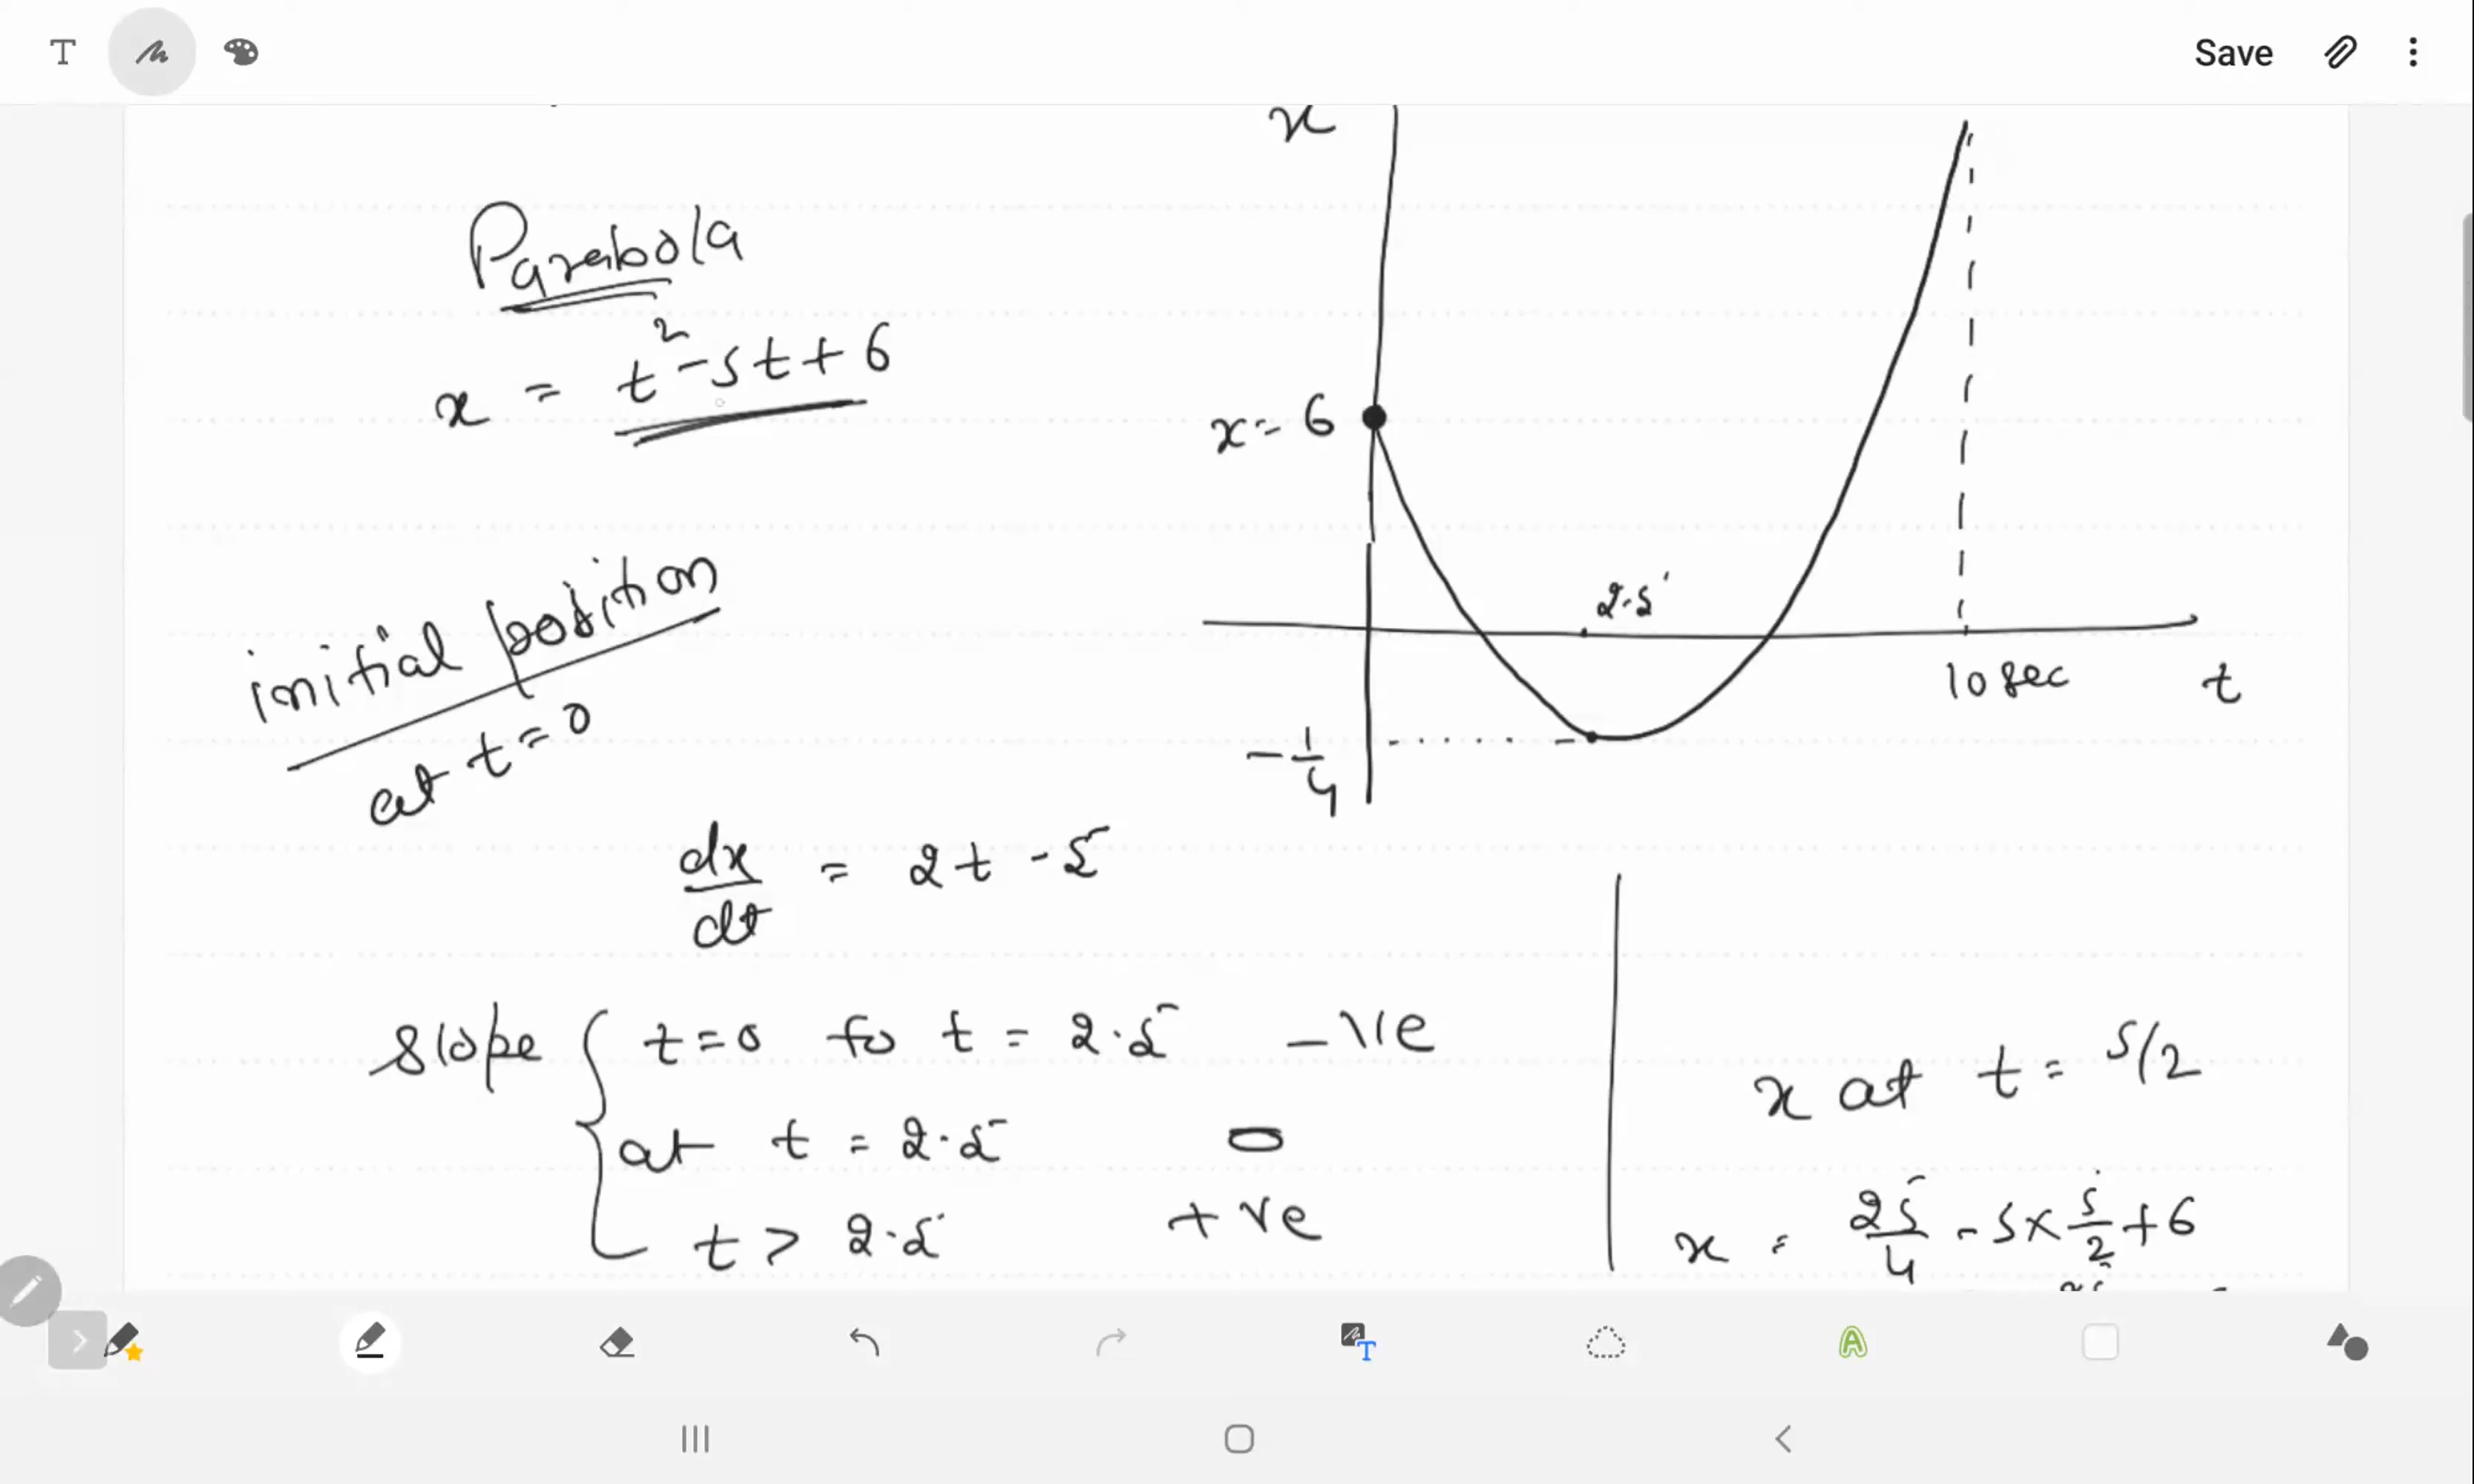 T Save
x
Parabola
x = t² - 5t + 6
x = 6
2.5
10 sec t
- 1/4
initial position
at t = 0
dx/dt = 2t - 5
slope { t = 0 to t = 2.5 - ve
at t = 2.5 0
t > 2.5 + ve
x at t = 5/2
x = 25/4 - 5 × 5/2 + 6
T
A